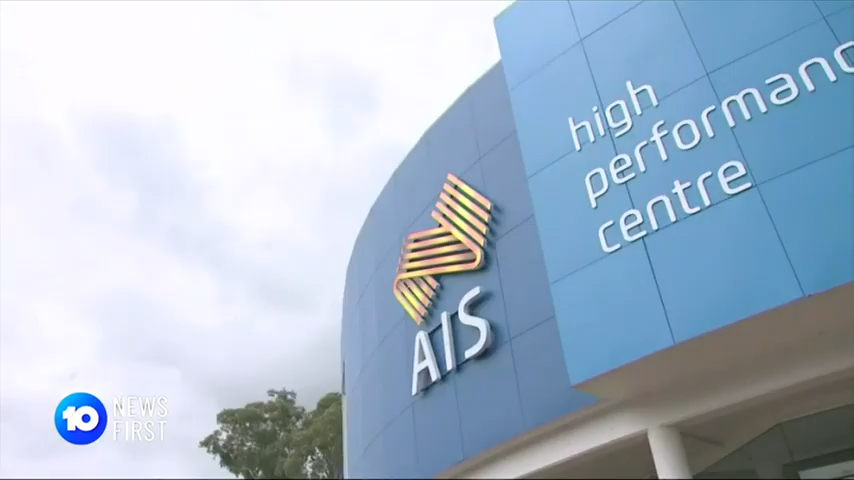 high
performanc
centre
AIS
10 NEWS
FIRST